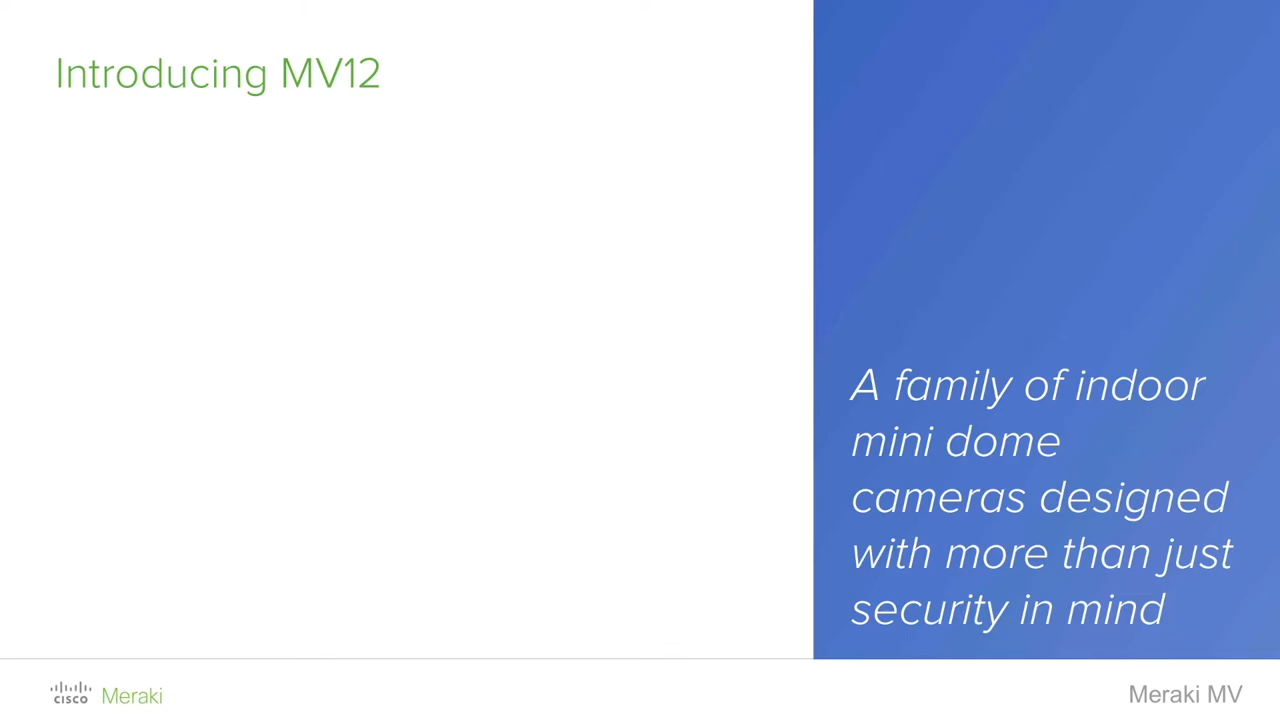 Introducing MV12
A family of indoor
mini dome
cameras designed
with more than just
security in mind
cisco Meraki
Meraki MV